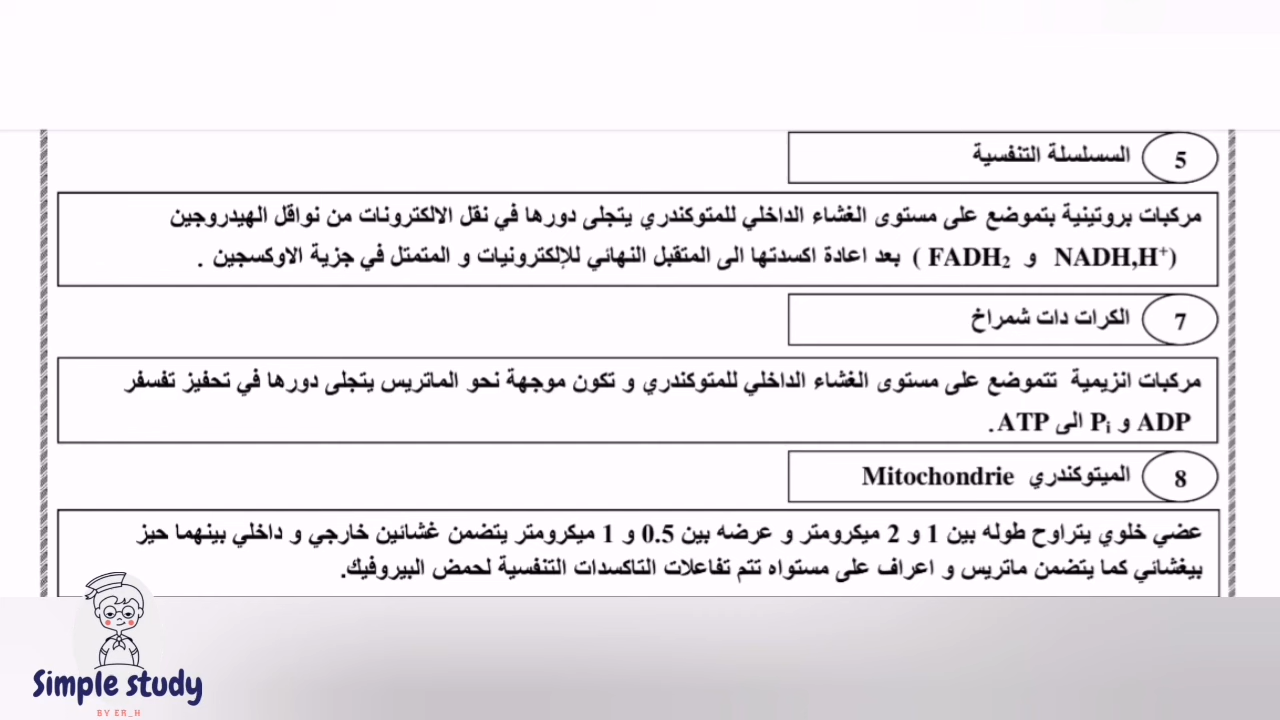 5 السسلسلة التنفسية
مركبات بروتينية بتموضع على مستوى الغشاء الداخلي للمتوكندري يتجلى دورها في نقل الالكترونات من نواقل الهيدروجين
(NADH,H⁺ و FADH₂ ) بعد اعادة اكسدتها الى المتقبل النهائي للإلكترونيات و المتمتل في جزية الاوكسجين .
7 الكرات دات شمراخ
مركبات انزيمية تتموضع على مستوى الغشاء الداخلي للمتوكندري و تكون موجهة نحو الماتريس يتجلى دورها في تحفيز تفسفر
ADP و Pᵢ الى ATP.
8 الميتوكندري Mitochondrie
عضي خلوي يتراوح طوله بين 1 و 2 ميكرومتر و عرضه بين 0.5 و 1 ميكرومتر يتضمن غشائين خارجي و داخلي بينهما حيز
بيغشائي كما يتضمن ماتريس و اعراف على مستواه تتم تفاعلات التاكسدات التنفسية لحمض البيروفيك.
Simple study
BY ER_H